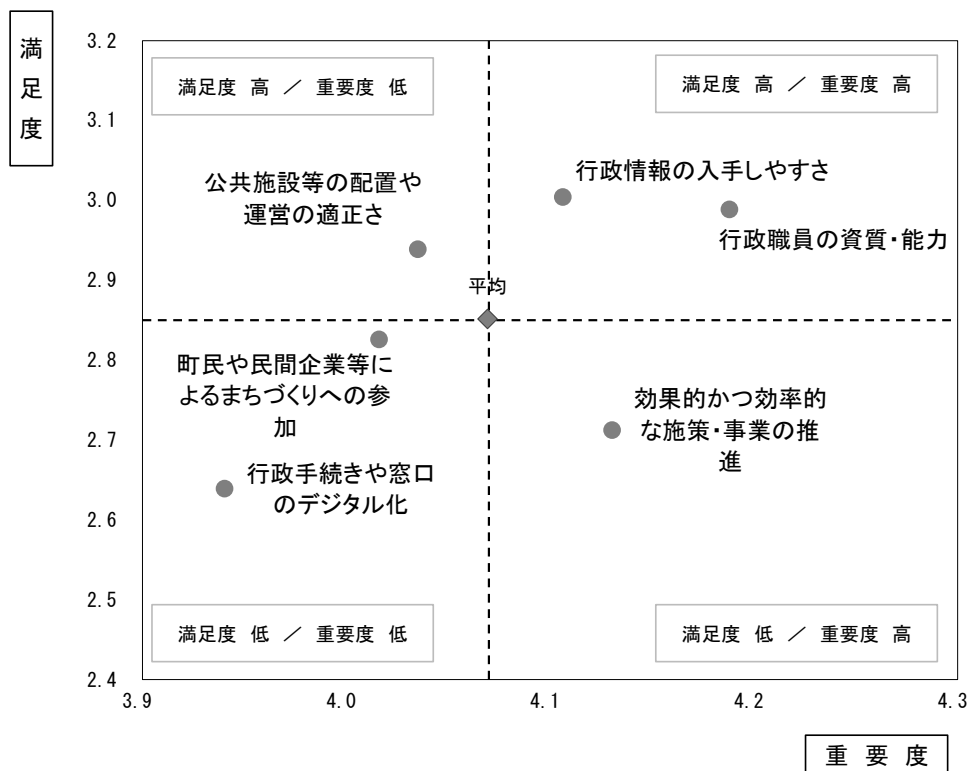 満足度
3.2
3.1
3.0
2.9
2.8
2.7
2.6
2.5
2.4
満足度 高 ／ 重要度 低
満足度 高 ／ 重要度 高
公共施設等の配置や
運営の適正さ
行政情報の入手しやすさ
行政職員の資質・能力
平均
町民や民間企業等に
よるまちづくりへの参
加
効果的かつ効率的
な施策・事業の推
進
行政手続きや窓口
のデジタル化
満足度 低 ／ 重要度 低
満足度 低 ／ 重要度 高
3.9 4.0 4.1 4.2 4.3
重要度